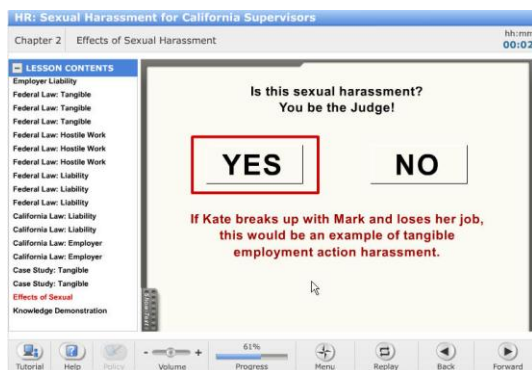 HR: Sexual Harassment for California Supervisors
Chapter 2 Effects of Sexual Harassment
hh:mm
00:02
LESSON CONTENTS
Employer Liability
Federal Law: Tangible
Federal Law: Tangible
Federal Law: Tangible
Federal Law: Hostile Work
Federal Law: Hostile Work
Federal Law: Hostile Work
Federal Law: Liability
Federal Law: Liability
Federal Law: Liability
California Law: Liability
California Law: Liability
California Law: Employer
California Law: Employer
Case Study: Tangible
Case Study: Tangible
Effects of Sexual
Knowledge Demonstration
Is this sexual harassment?
You be the Judge!
YES NO
If Kate breaks up with Mark and loses her job,
this would be an example of tangible
employment action harassment.
61%
Tutorial Help Policy Volume Progress Menu Replay Back Forward